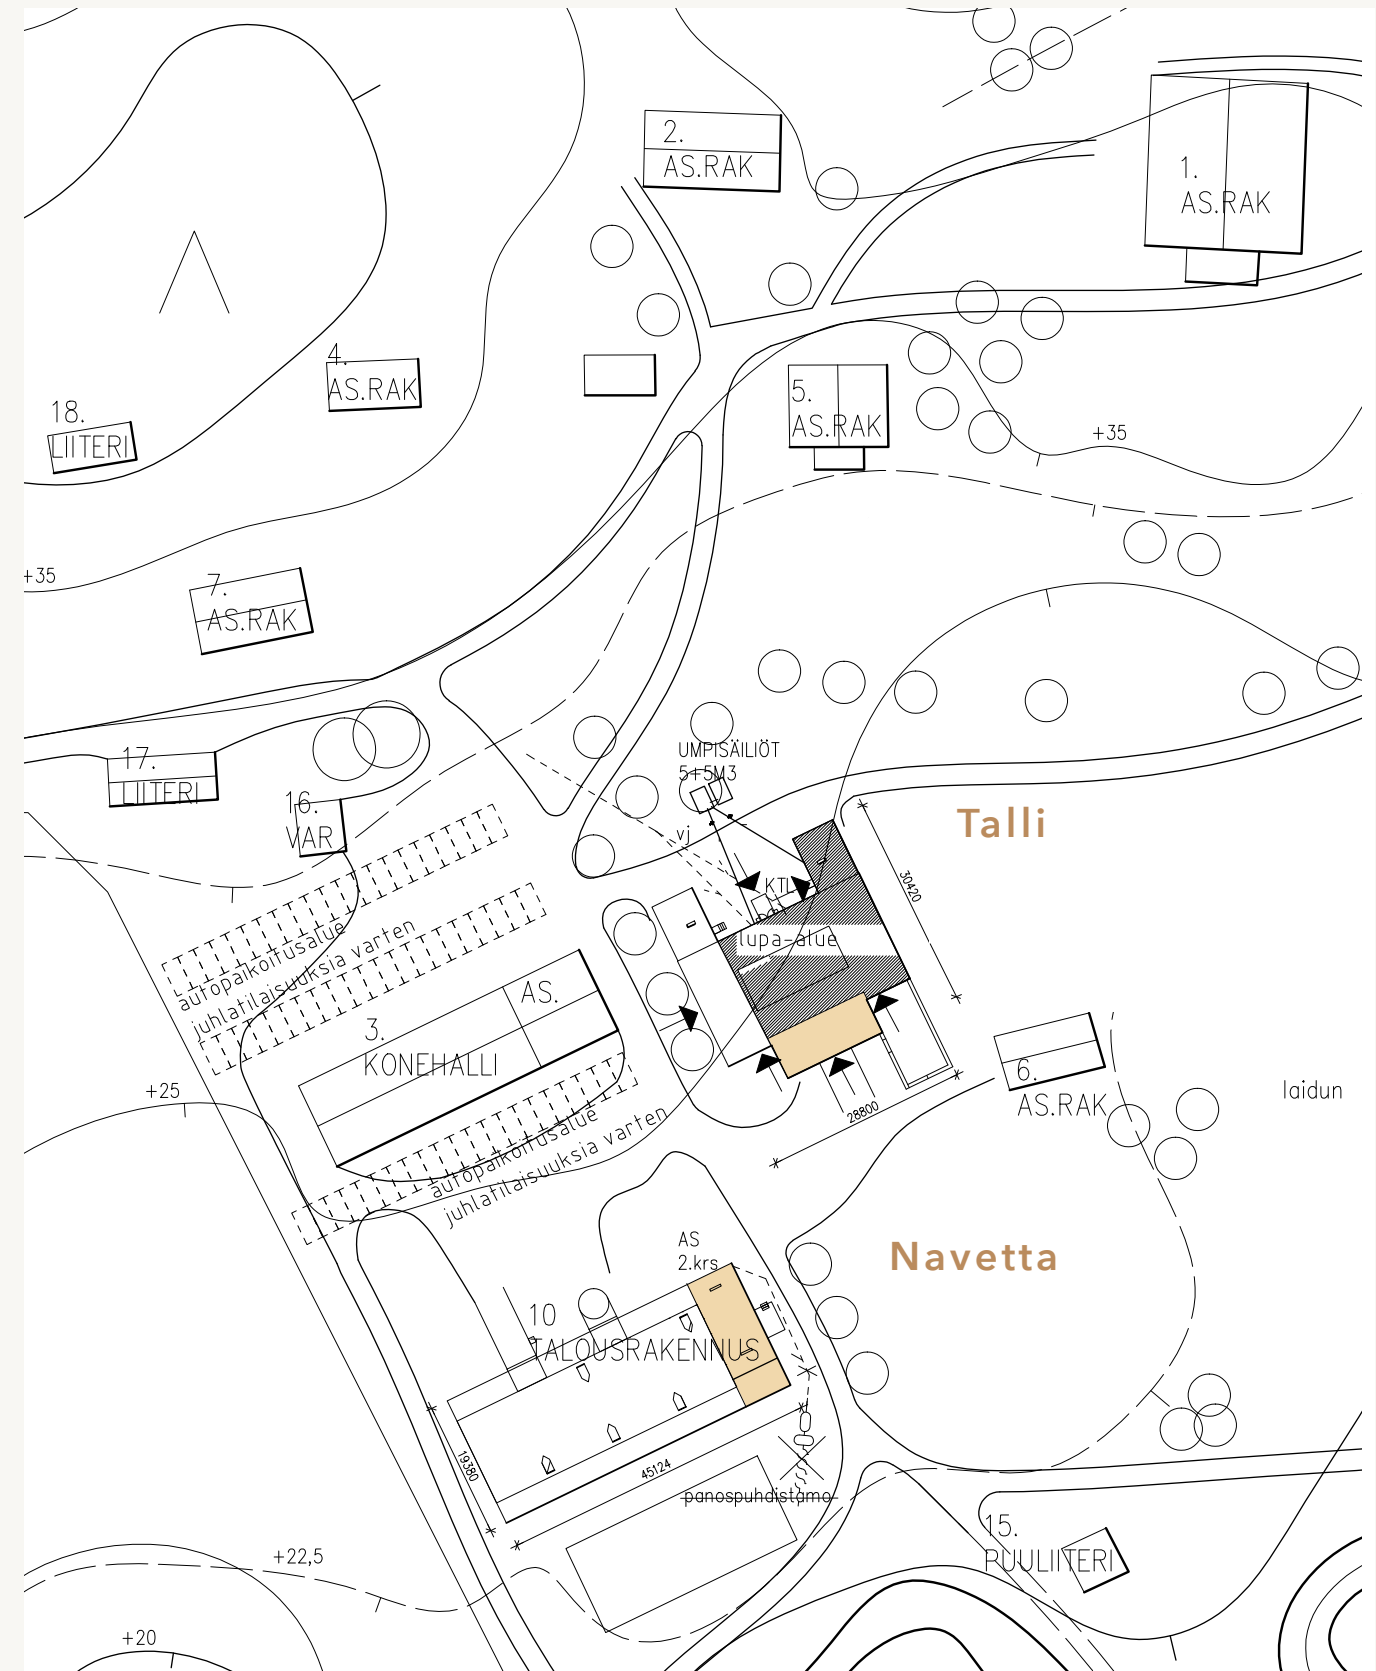 2.
AS.RAK
1.
AS.RAK
4.
AS.RAK
18.
LIITERI
5.
AS.RAK
+35
+35
7.
AS.RAK
17.
LIITERI
16.
VAR
UMPISÄILIÖT
5+5M3
vj
Talli
KTL
30420
lupa-alue
autopaikoitusalue
juhlatilaisuuksia varten
AS.
3.
KONEHALLI
6.
AS.RAK
laidun
+25
28800
autopaikoitusalue
juhlatilaisuuksia varten
AS
2.krs
Navetta
10
TALOUSRAKENNUS
19380
45124
panospuhdistamo
15.
PUULIITERI
+22,5
+20